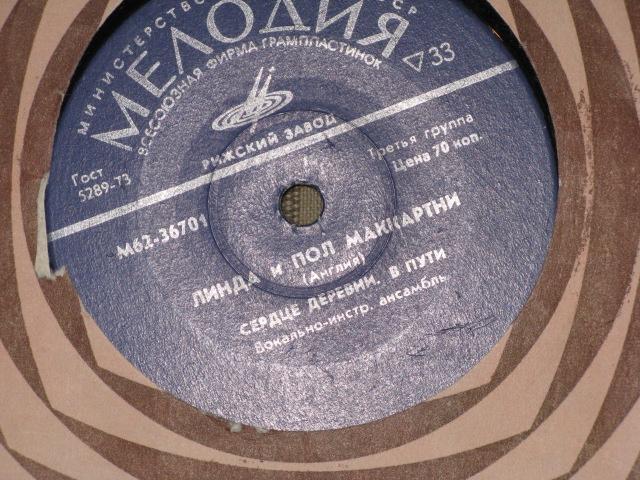 МИНИСТЕРСТВО СССР
МЕЛОДИЯ
ВСЕСОЮЗНАЯ ФИРМА ГРАМПЛАСТИНОК
33
РИЖСКИЙ ЗАВОД
Гост
5289-73
Третья группа
Цена 70 коп.
М62-36701
ЛИНДА и ПОЛ МАККАРТНИ
(Англия)
СЕРДЦЕ ДЕРЕВНИ. В ПУТИ
Вокально-инстр. ансамбль